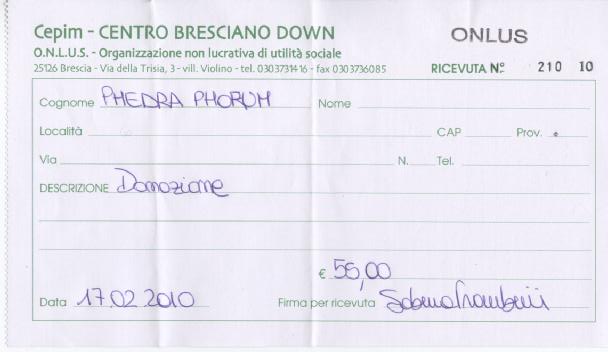 Cepim - CENTRO BRESCIANO DOWN ONLUS
O.N.L.U.S. - Organizzazione non lucrativa di utilità sociale
25126 Brescia - Via della Trisia, 3 - vill. Violino - tel. 0303731416 - fax 0303736085 RICEVUTA N° 210 10
Cognome PHEDRA PHORUM Nome
Località CAP Prov.
Via N. Tel.
DESCRIZIONE Donazione
€ 55,00
Data 17.02.2010 Firma per ricevuta